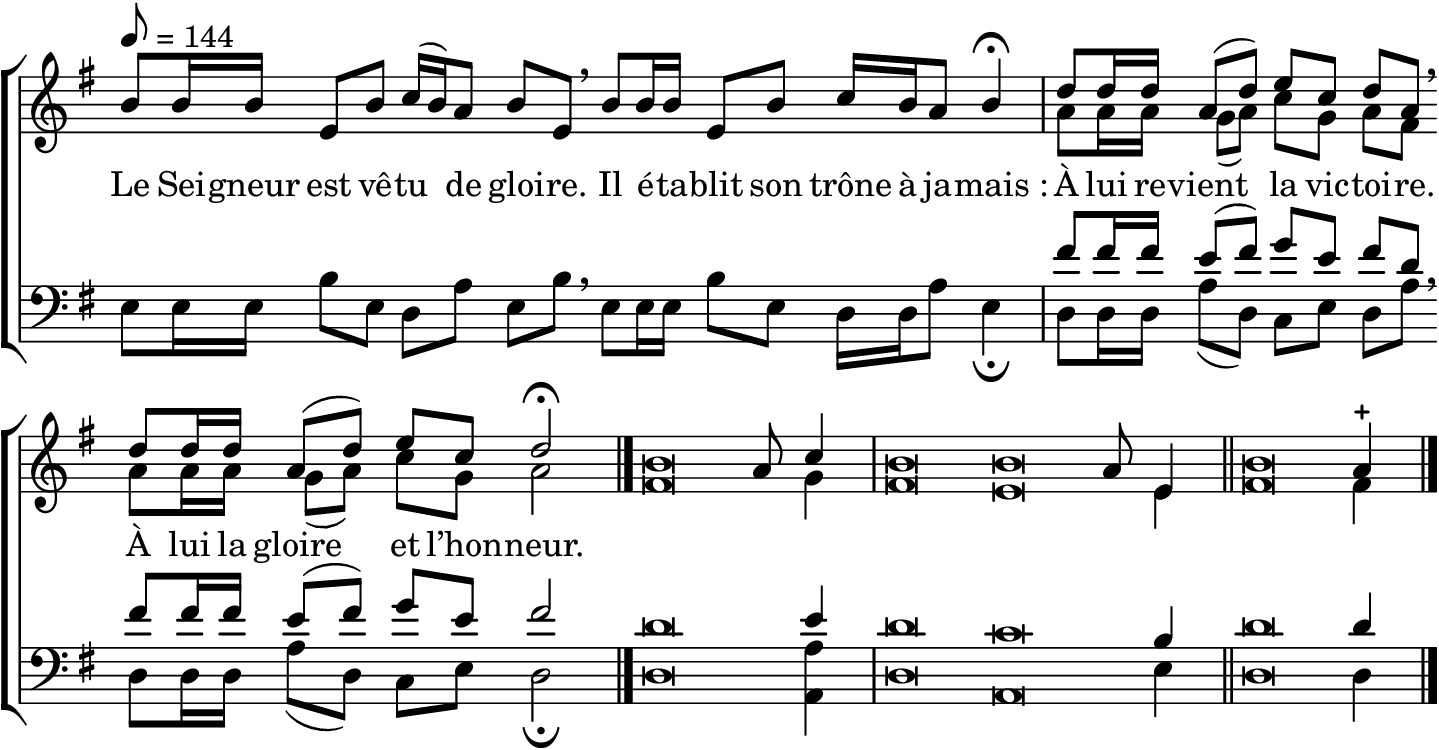 ♪ = 144
Le Seigneur est vêtu de gloire. Il établit son trône à jamais : À lui revient la victoire.
À lui la gloire et l’honneur.